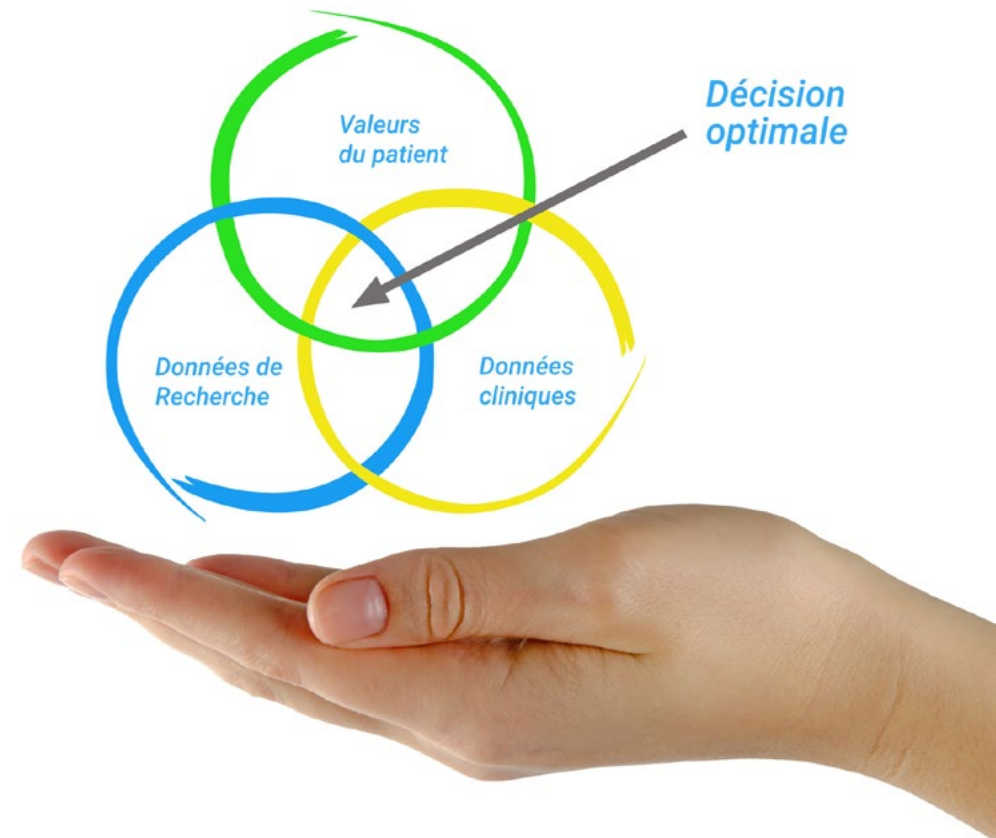 Décision
optimale
Valeurs
du patient
Données de
Recherche
Données
cliniques